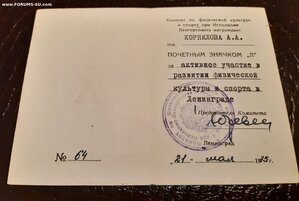 www.FORUMS-SU.com
Комитет по физической культуре
и спорту при Исполкоме
Ленгорсовета награждает
КОРНИЛОВА А.А.
тов.
ПОЧЕТНЫМ ЗНАЧКОМ „Л"
за активное участие в
развитии физической
культуры и спорта в
Ленинграде
Председатель Комитета
Ленинград
№ 64
"21" мая